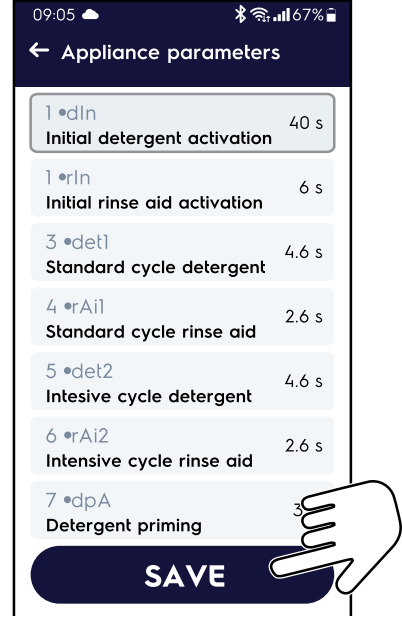 09:05 67%
← Appliance parameters
1 •dIn
Initial detergent activation
40 s
1 •rIn
Initial rinse aid activation
6 s
3 •det1
Standard cycle detergent
4.6 s
4 •rAi1
Standard cycle rinse aid
2.6 s
5 •det2
Intesive cycle detergent
4.6 s
6 •rAi2
Intensive cycle rinse aid
2.6 s
7 •dpA
Detergent priming
3
SAVE